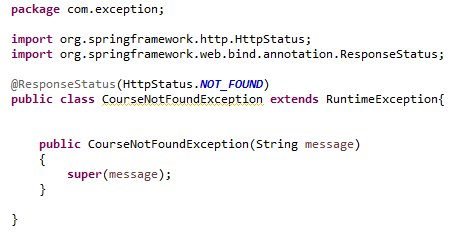 package com.exception;
import org.springframework.http.HttpStatus;
import org.springframework.web.bind.annotation.ResponseStatus;
@ResponseStatus(HttpStatus.NOT_FOUND)
public class CourseNotFoundException extends RuntimeException{
public CourseNotFoundException(String message)
{
super(message);
}
}